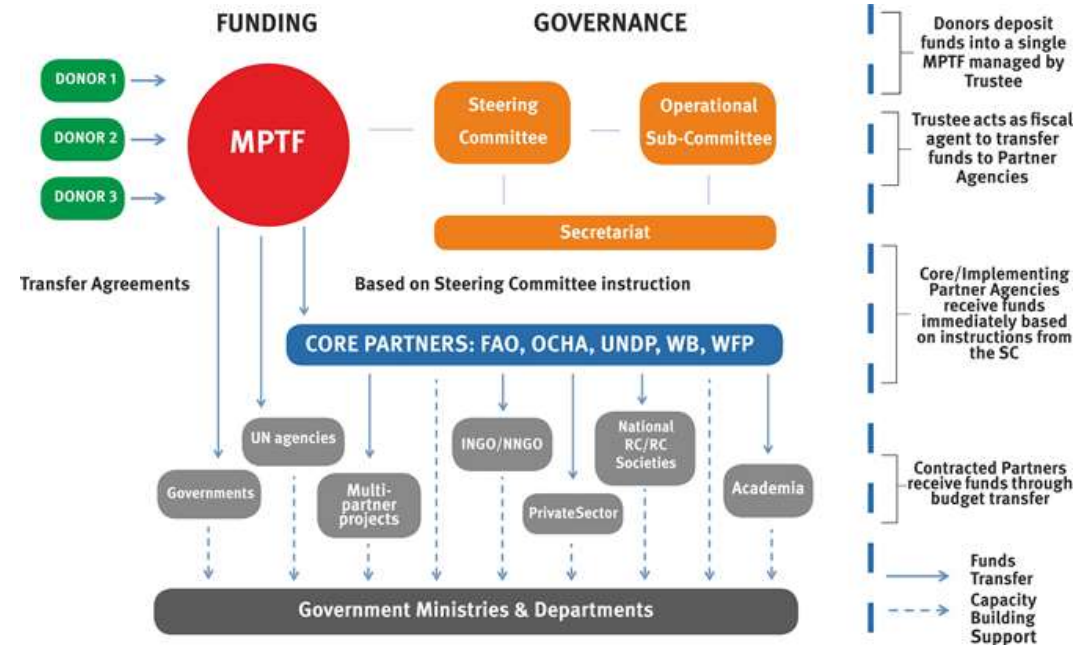 FUNDING
GOVERNANCE
DONOR 1
DONOR 2
DONOR 3
MPTF
Steering
Committee
Operational
Sub-Committee
Secretariat
Transfer Agreements
Based on Steering Committee instruction
CORE PARTNERS: FAO, OCHA, UNDP, WB, WFP
UN agencies
Governments
Multi-
partner
projects
INGO/NNGO
PrivateSector
National
RC/RC
Societies
Academia
Government Ministries & Departments
Donors deposit
funds into a single
MPTF managed by
Trustee
Trustee acts as fiscal
agent to transfer
funds to Partner
Agencies
Core/Implementing
Partner Agencies
receive funds
immediately based
on instructions from
the SC
Contracted Partners
receive funds through
budget transfer
Funds
Transfer
Capacity
Building
Support